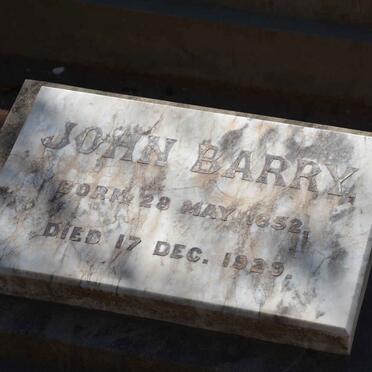 JOHN BARRY
BORN 28 MAY 1852.
DIED 17 DEC. 1929.